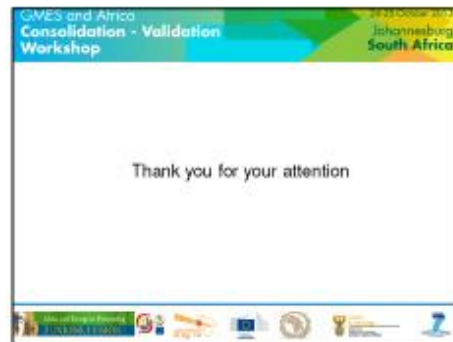 GMES and Africa
Consolidation - Validation
Workshop
Johannesburg
South Africa
Thank you for your attention